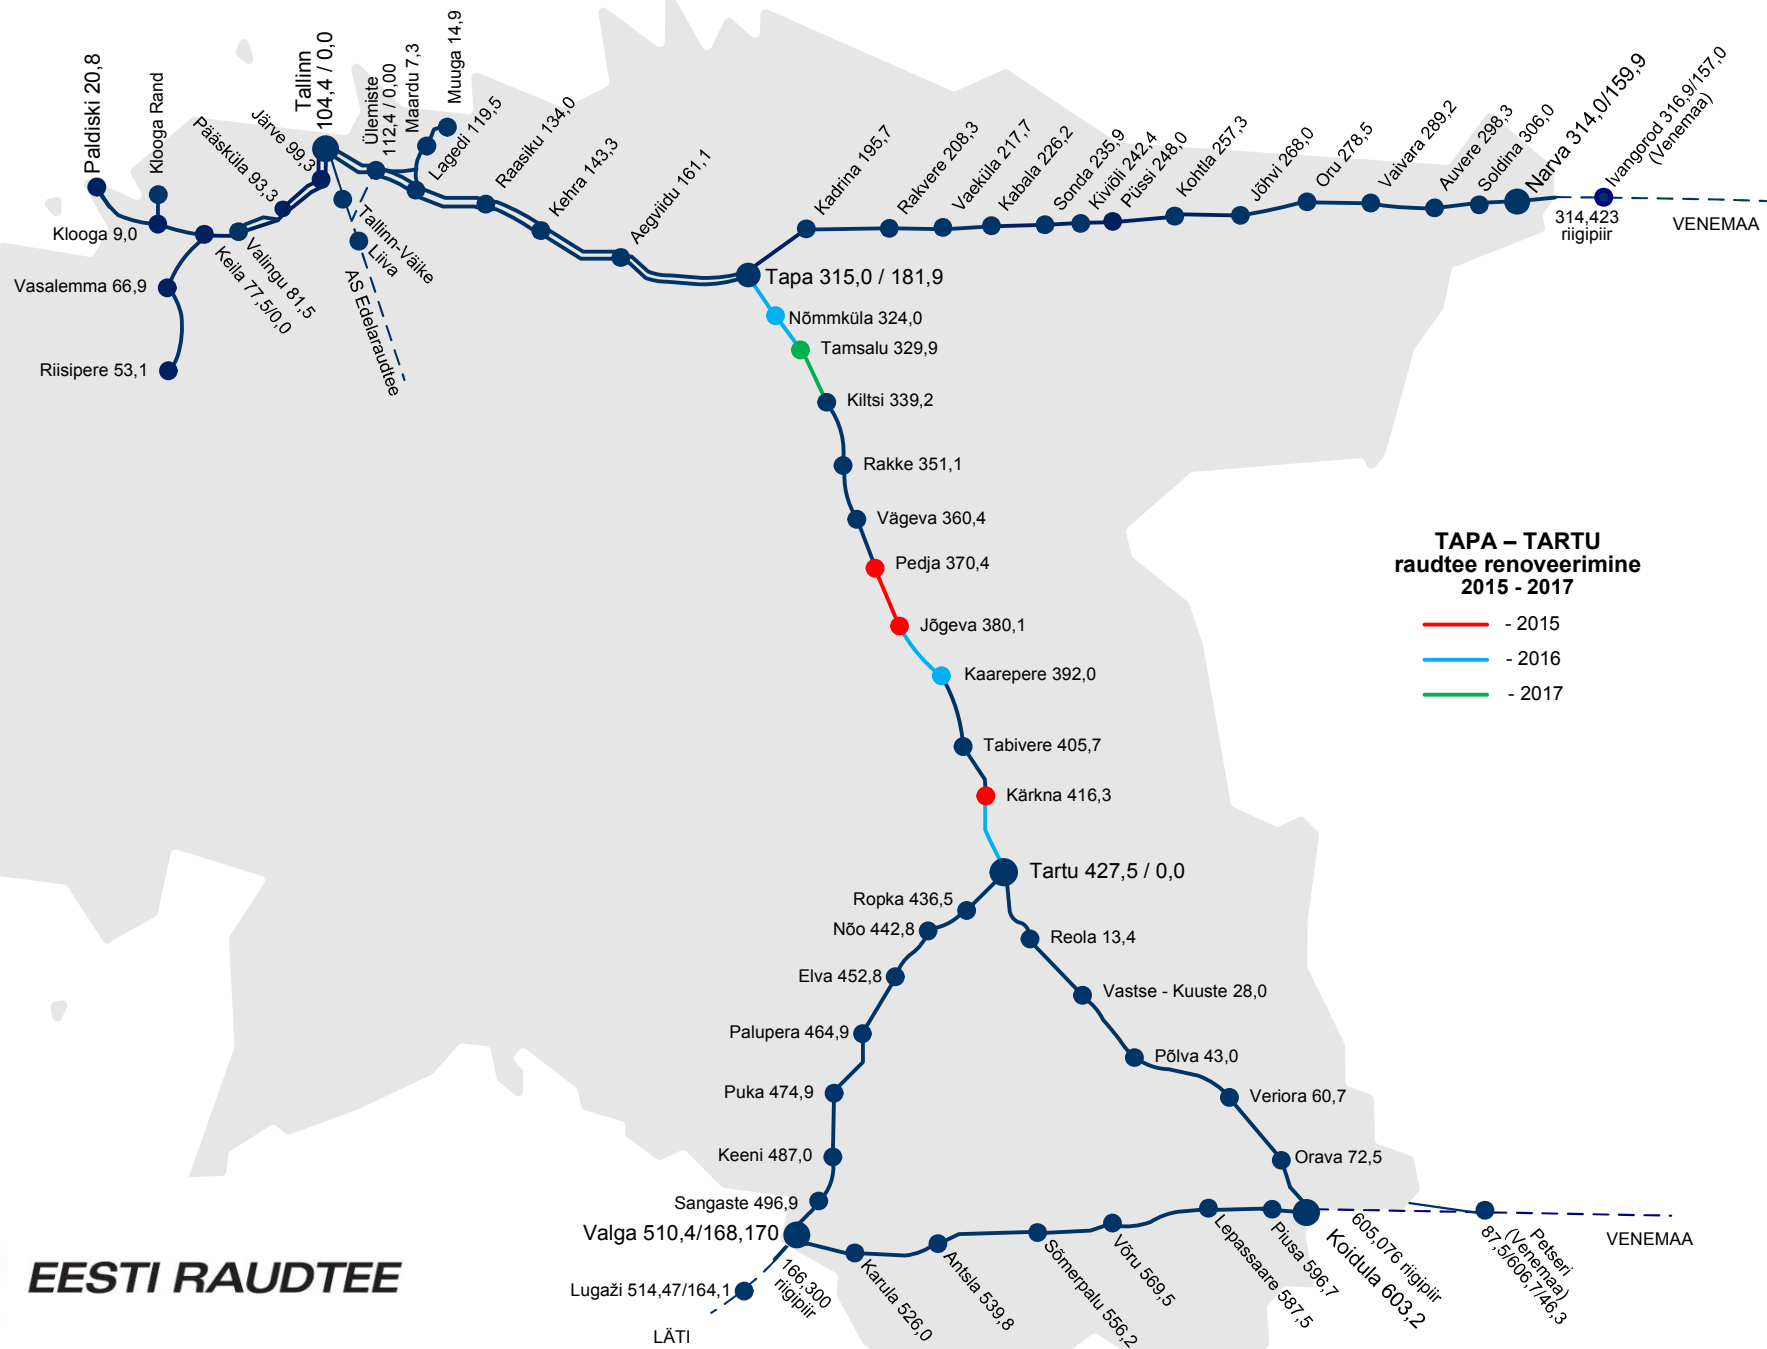 Paldiski 20,8
Klooga Rand
Klooga 9,0
Vasalemma 66,9
Riisipere 53,1
Keila 77,5/0,0
Valingu 81,5
Pääsküla 93,3
Järve 99,3
Tallinn
104,4 / 0,0
Ülemiste
112,4 / 0,00
Maardu 7,3
Muuga 14,9
Lagedi 119,5
Tallinn-Väike
Liiva
AS Edelaraudtee
Raasiku 134,0
Kehra 143,3
Aegviidu 161,1
Tapa 315,0 / 181,9
Kadrina 195,7
Rakvere 208,3
Vaeküla 217,7
Kabala 226,2
Sonda 235,9
Kiviõli 242,4
Püssi 248,0
Kohtla 257,3
Jõhvi 268,0
Oru 278,5
Vaivara 289,2
Auvere 298,3
Soldina 306,0
Narva 314,0/159,9
314,423
riigipiir
Ivangorod 316,9/157,0
(Venemaa)
VENEMAA
Nõmmküla 324,0
Tamsalu 329,9
Kiltsi 339,2
Rakke 351,1
Vägeva 360,4
Pedja 370,4
Jõgeva 380,1
Kaarepere 392,0
Tabivere 405,7
Kärkna 416,3
Tartu 427,5 / 0,0
TAPA – TARTU
raudtee renoveerimine
2015 - 2017
- 2015
- 2016
- 2017
Ropka 436,5
Nõo 442,8
Elva 452,8
Palupera 464,9
Puka 474,9
Keeni 487,0
Sangaste 496,9
Valga 510,4/168,170
166,300
riigipiir
Lugaži 514,47/164,1
LÄTI
Reola 13,4
Vastse - Kuuste 28,0
Põlva 43,0
Veriora 60,7
Orava 72,5
Karula 526,0
Antsla 539,8
Sõmerpalu 556,2
Võru 569,5
Lepassaare 587,5
Piusa 596,7
Koidula 603,2
605,076 riigipiir
Petseri
(Venemaa)
87,5/606,7/46,3
VENEMAA
EESTI RAUDTEE